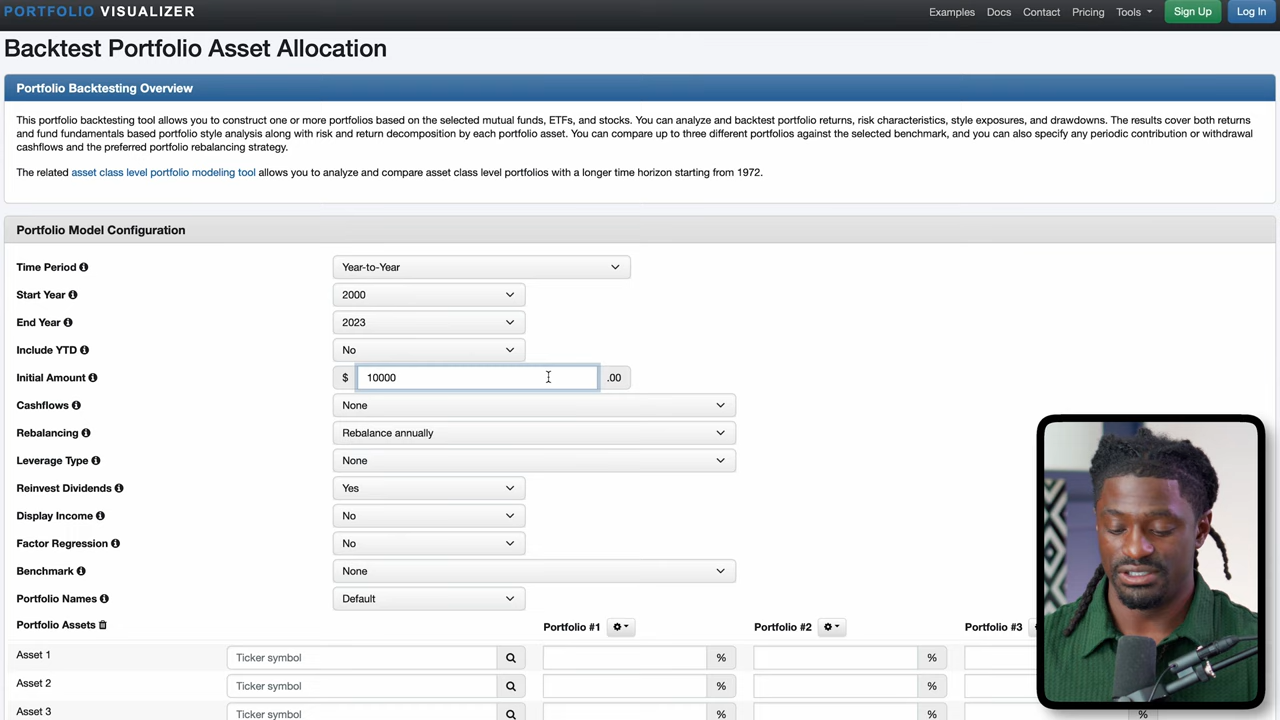 PORTFOLIO VISUALIZER
Examples Docs Contact Pricing Tools Sign Up Log In
Backtest Portfolio Asset Allocation
Portfolio Backtesting Overview
This portfolio backtesting tool allows you to construct one or more portfolios based on the selected mutual funds, ETFs, and stocks. You can analyze and backtest portfolio returns, risk characteristics, style exposures, and drawdowns. The results cover both returns
and fund fundamentals based portfolio style analysis along with risk and return decomposition by each portfolio asset. You can compare up to three different portfolios against the selected benchmark, and you can also specify any periodic contribution or withdrawal
cashflows and the preferred portfolio rebalancing strategy.
The related asset class level portfolio modeling tool allows you to analyze and compare asset class level portfolios with a longer time horizon starting from 1972.
Portfolio Model Configuration
Time Period Year-to-Year
Start Year 2000
End Year 2023
Include YTD No
Initial Amount $ 10000 .00
Cashflows None
Rebalancing Rebalance annually
Leverage Type None
Reinvest Dividends Yes
Display Income No
Factor Regression No
Benchmark None
Portfolio Names Default
Portfolio Assets Portfolio #1 Portfolio #2 Portfolio #3
Asset 1 Ticker symbol % %
Asset 2 Ticker symbol % %
Asset 3 Ticker symbol % % %